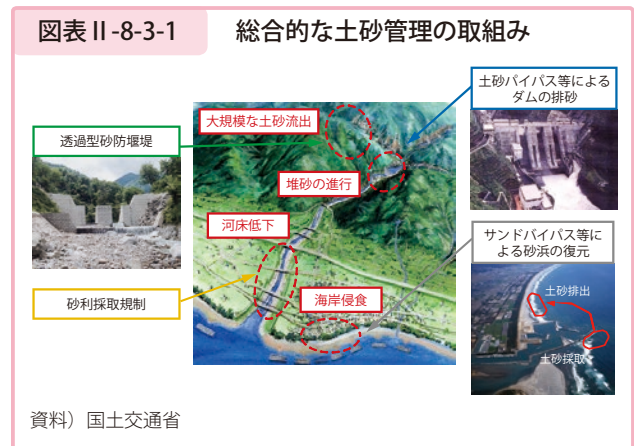 図表Ⅱ-8-3-1 総合的な土砂管理の取組み
土砂バイパス等による
ダムの排砂
大規模な土砂流出
透過型砂防堰堤
堆砂の進行
河床低下
サンドバイパス等に
よる砂浜の復元
砂利採取規制
海岸侵食
土砂排出
土砂採取
資料）国土交通省